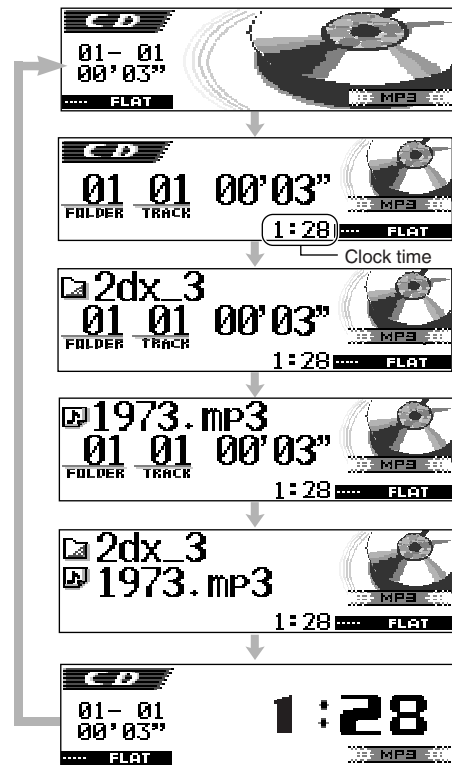 CD
01- 01
00'03"
FLAT
MP3
CD
01 01 00'03"
FOLDER TRACK
MP3
1:28 FLAT
Clock time
2dx_3
01 01 00'03"
FOLDER TRACK
MP3
1:28 FLAT
1973.mp3
01 01 00'03"
FOLDER TRACK
MP3
1:28 FLAT
2dx_3
1973.mp3
MP3
1:28 FLAT
CD
01- 01
00'03"
1:28
FLAT
MP3